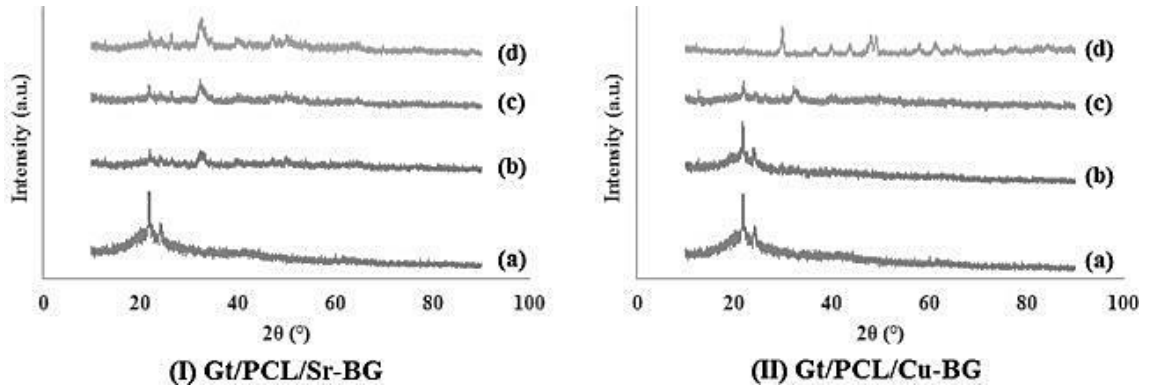 Intensity (a.u.)
(d)
(c)
(b)
(a)
0 20 40 60 80 100
2θ (°)
(I) Gt/PCL/Sr-BG
Intensity (a.u.)
(d)
(c)
(b)
(a)
0 20 40 60 80 100
2θ (°)
(II) Gt/PCL/Cu-BG